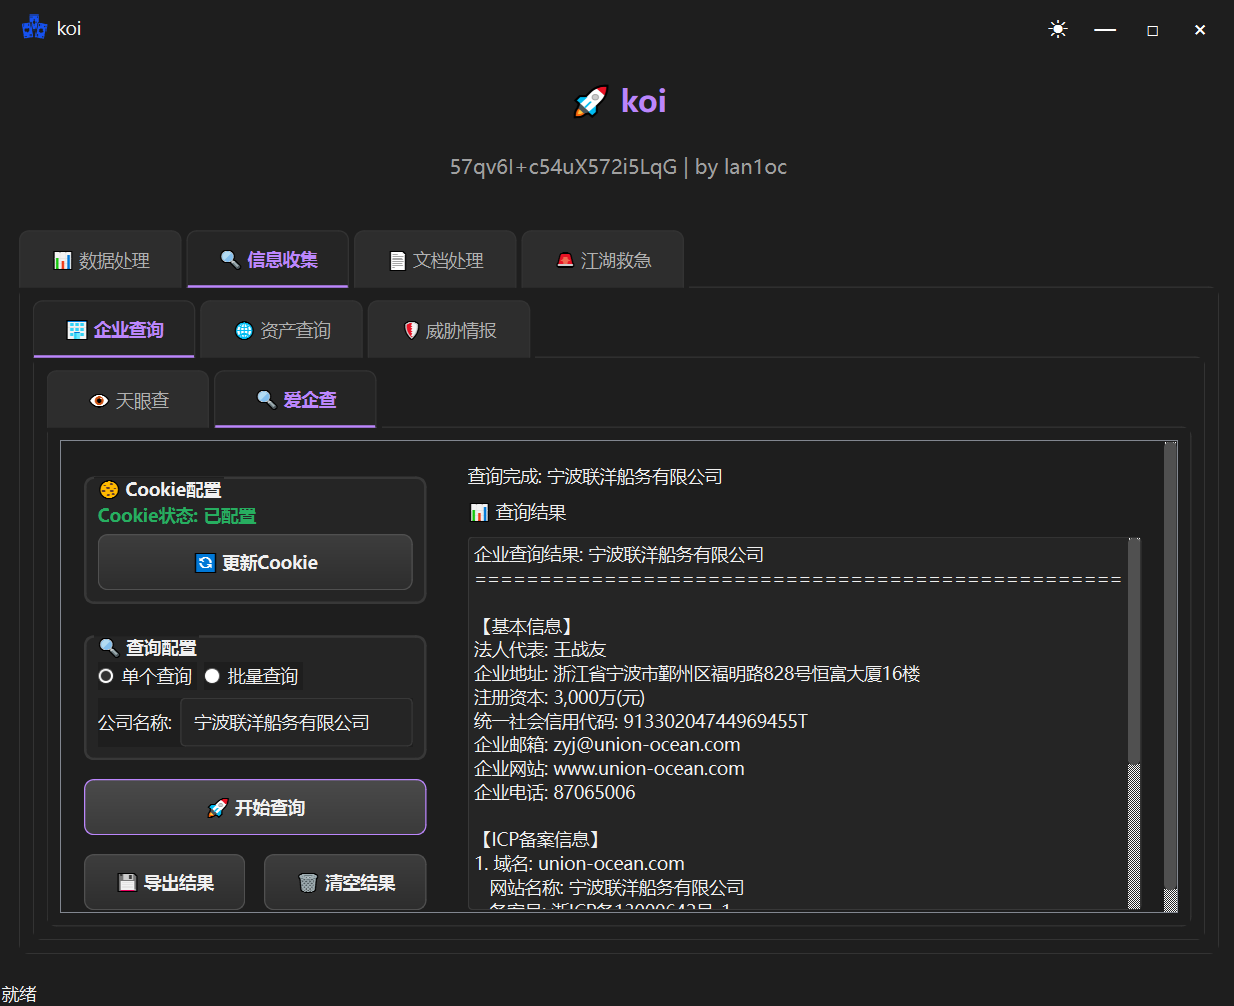 koi
koi
57qv6I+c54uX572i5LqG | by lan1oc
数据处理
信息收集
文档处理
江湖救急
企业查询
资产查询
威胁情报
天眼查
爱企查
Cookie配置
Cookie状态: 已配置
更新Cookie
查询配置
单个查询
批量查询
公司名称:
宁波联洋船务有限公司
开始查询
导出结果
清空结果
查询完成: 宁波联洋船务有限公司
查询结果
企业查询结果: 宁波联洋船务有限公司
==================================================
【基本信息】
法人代表: 王战友
企业地址: 浙江省宁波市鄞州区福明路828号恒富大厦16楼
注册资本: 3,000万(元)
统一社会信用代码: 91330204744969455T
企业邮箱: zyj@union-ocean.com
企业网站: www.union-ocean.com
企业电话: 87065006
【ICP备案信息】
1. 域名: union-ocean.com
网站名称: 宁波联洋船务有限公司
就绪